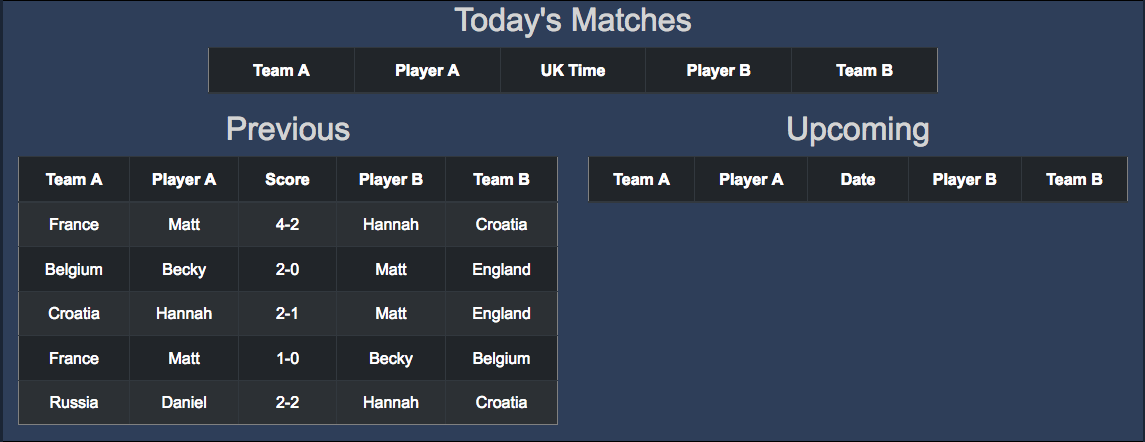 Today's Matches
Team A Player A UK Time Player B Team B
Previous
Team A Player A Score Player B Team B
France Matt 4-2 Hannah Croatia
Belgium Becky 2-0 Matt England
Croatia Hannah 2-1 Matt England
France Matt 1-0 Becky Belgium
Russia Daniel 2-2 Hannah Croatia
Upcoming
Team A Player A Date Player B Team B